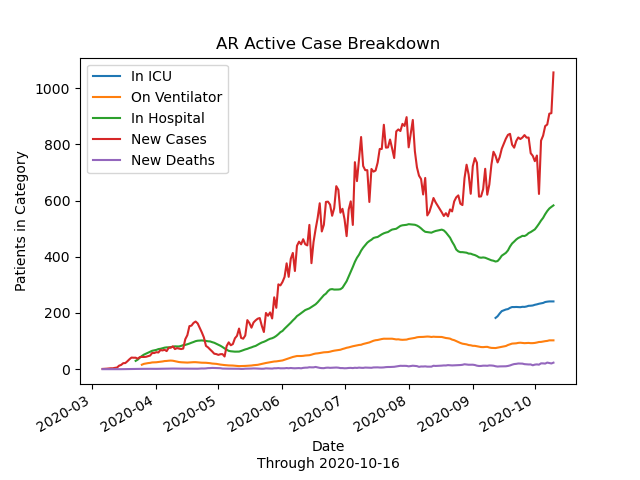 AR Active Case Breakdown
In ICU
On Ventilator
In Hospital
New Cases
New Deaths
Patients in Category
1000
800
600
400
200
0
2020-03
2020-04
2020-05
2020-06
2020-07
2020-08
2020-09
2020-10
Date
Through 2020-10-16